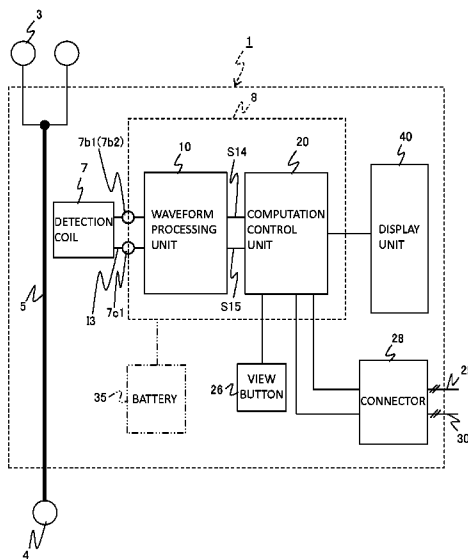 3
1
8
7b1(7b2)
10
20
40
7
S14
DETECTION
COIL
WAVEFORM
PROCESSING
UNIT
COMPUTATION
CONTROL
UNIT
DISPLAY
UNIT
5
I3
7c1
S15
28
35
BATTERY
26
VIEW
BUTTON
CONNECTOR
30
4